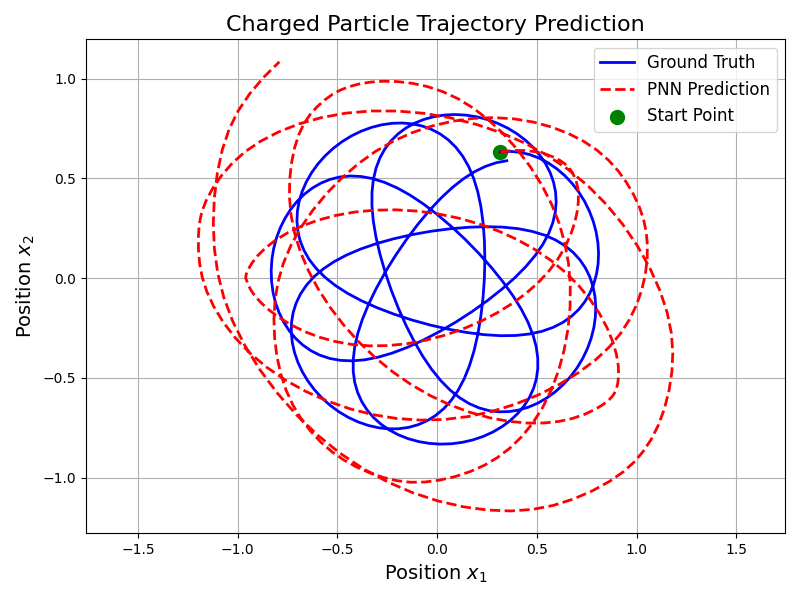 Charged Particle Trajectory Prediction
Ground Truth
PNN Prediction
Start Point
Position x₂
1.0
0.5
0.0
−0.5
−1.0
−1.5 −1.0 −0.5 0.0 0.5 1.0 1.5
Position x₁